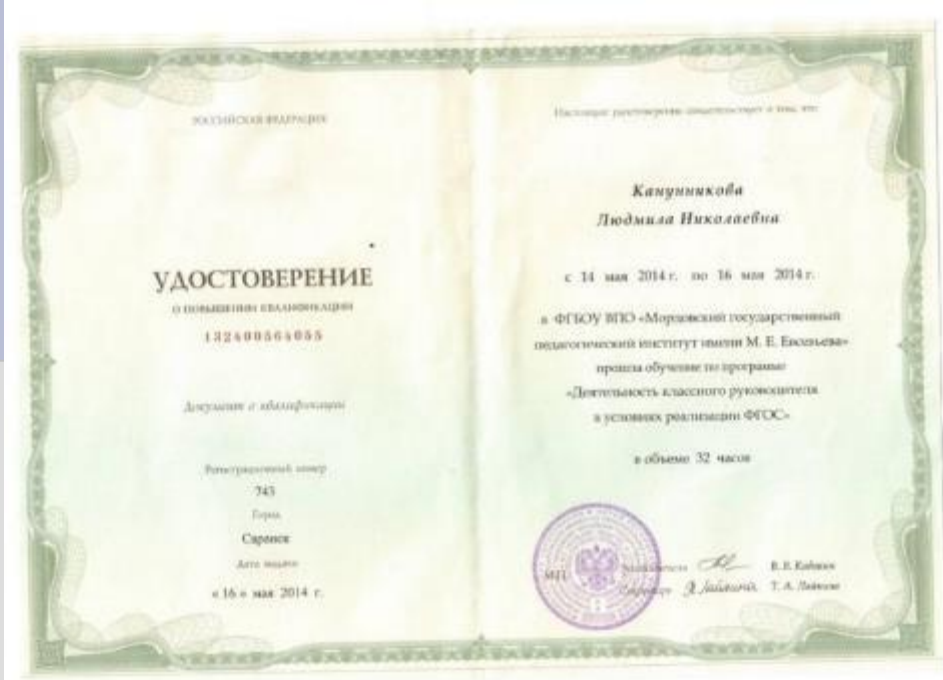 РОССИЙСКАЯ ФЕДЕРАЦИЯ
УДОСТОВЕРЕНИЕ
О ПОВЫШЕНИИ КВАЛИФИКАЦИИ
132400564055
Документ о квалификации
Регистрационный номер
743
Город
Саранск
Дата выдачи
« 16 » мая 2014 г.
Настоящее удостоверение свидетельствует о том, что
Канунникова
Людмила Николаевна
с 14 мая 2014 г. по 16 мая 2014 г.
в ФГБОУ ВПО «Мордовский государственный
педагогический институт имени М. Е. Евсевьева»
прошла обучение по программе
«Деятельность классного руководителя
в условиях реализации ФГОС»
в объеме 32 часов
М.П.
Руководитель В. В.
Секретарь Т. А.